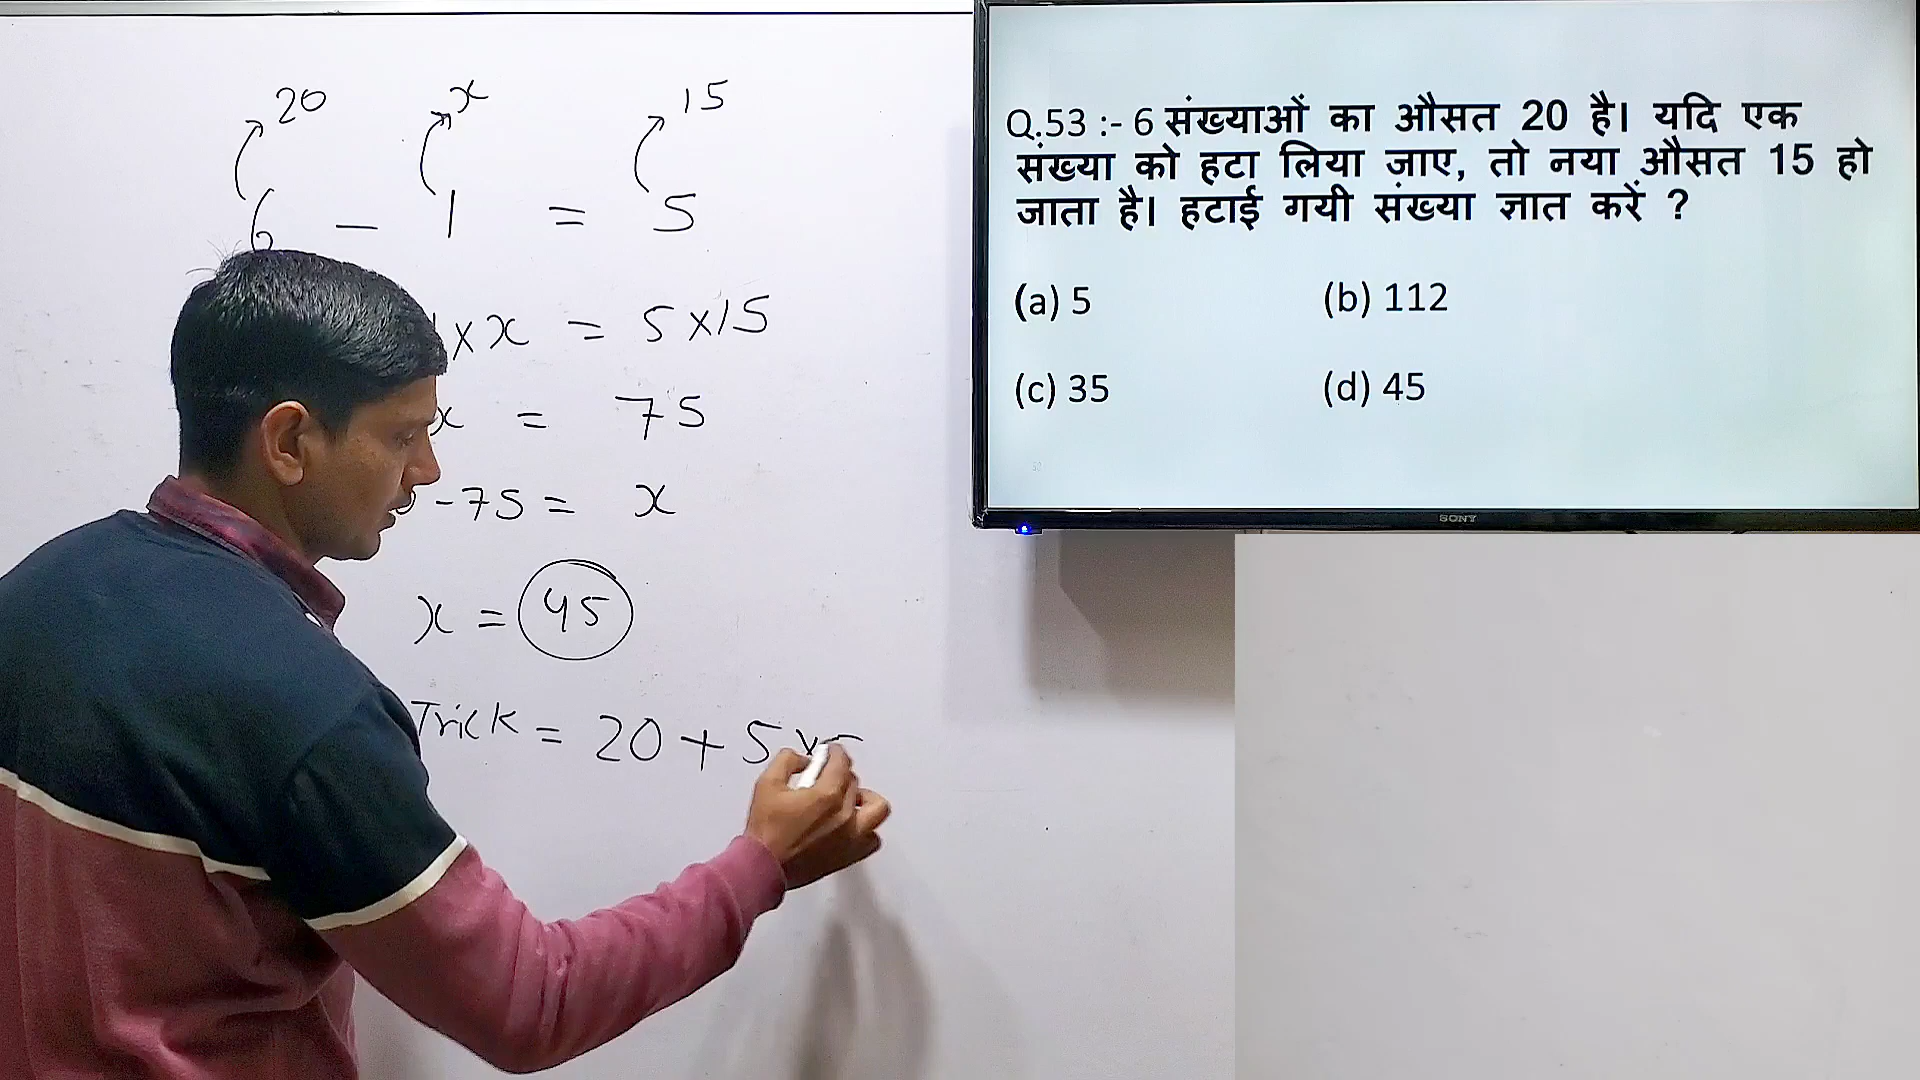 20 x 15
6 - 1 = 5
x x = 5 x 15
x = 75
- 75 = x
x = 45
Trick = 20 + 5 x
Q.53 :- 6 संख्याओं का औसत 20 है। यदि एक
संख्या को हटा लिया जाए, तो नया औसत 15 हो
जाता है। हटाई गयी संख्या ज्ञात करें ?
(a) 5 (b) 112
(c) 35 (d) 45
SONY